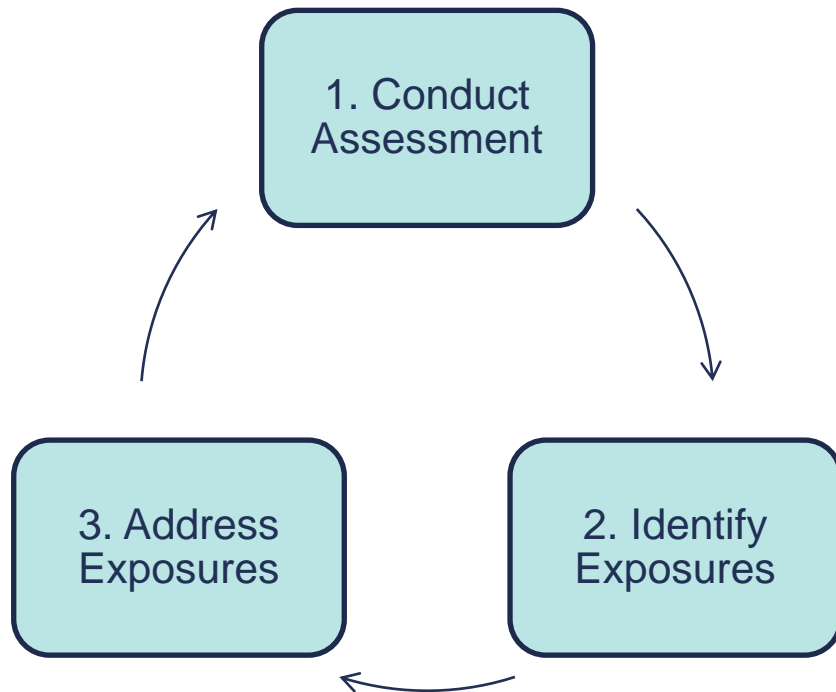 1. Conduct
Assessment
2. Identify
Exposures
3. Address
Exposures